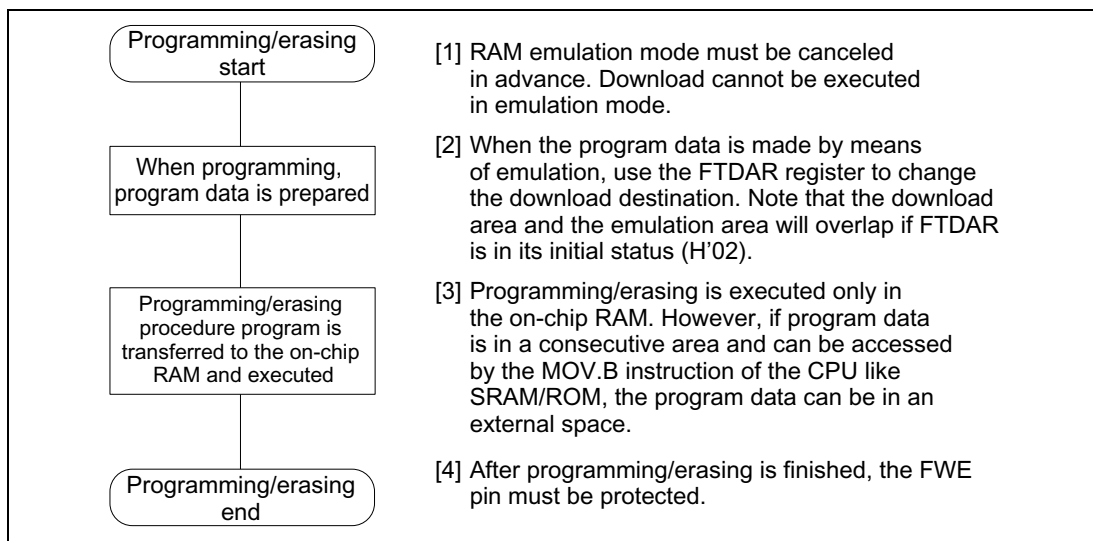 Programming/erasing
start
When programming,
program data is prepared
Programming/erasing
procedure program is
transferred to the on-chip
RAM and executed
Programming/erasing
end
[1] RAM emulation mode must be canceled
in advance. Download cannot be executed
in emulation mode.
[2] When the program data is made by means
of emulation, use the FTDAR register to change
the download destination. Note that the download
area and the emulation area will overlap if FTDAR
is in its initial status (H'02).
[3] Programming/erasing is executed only in
the on-chip RAM. However, if program data
is in a consecutive area and can be accessed
by the MOV.B instruction of the CPU like
SRAM/ROM, the program data can be in an
external space.
[4] After programming/erasing is finished, the FWE
pin must be protected.